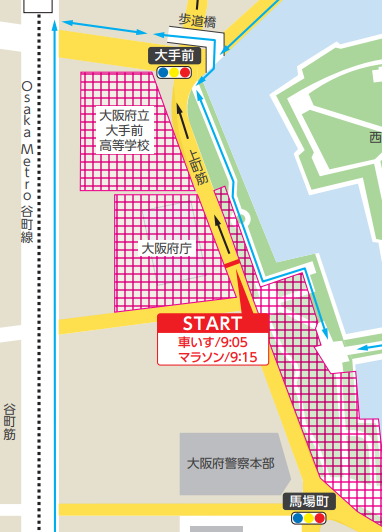 歩道橋
大手前
大阪府立
大手前
高等学校
西
Osaka Metro 谷町線
上町筋
大阪府庁
START
車いす/9:05
マラソン/9:15
谷町筋
大阪府警察本部
馬場町